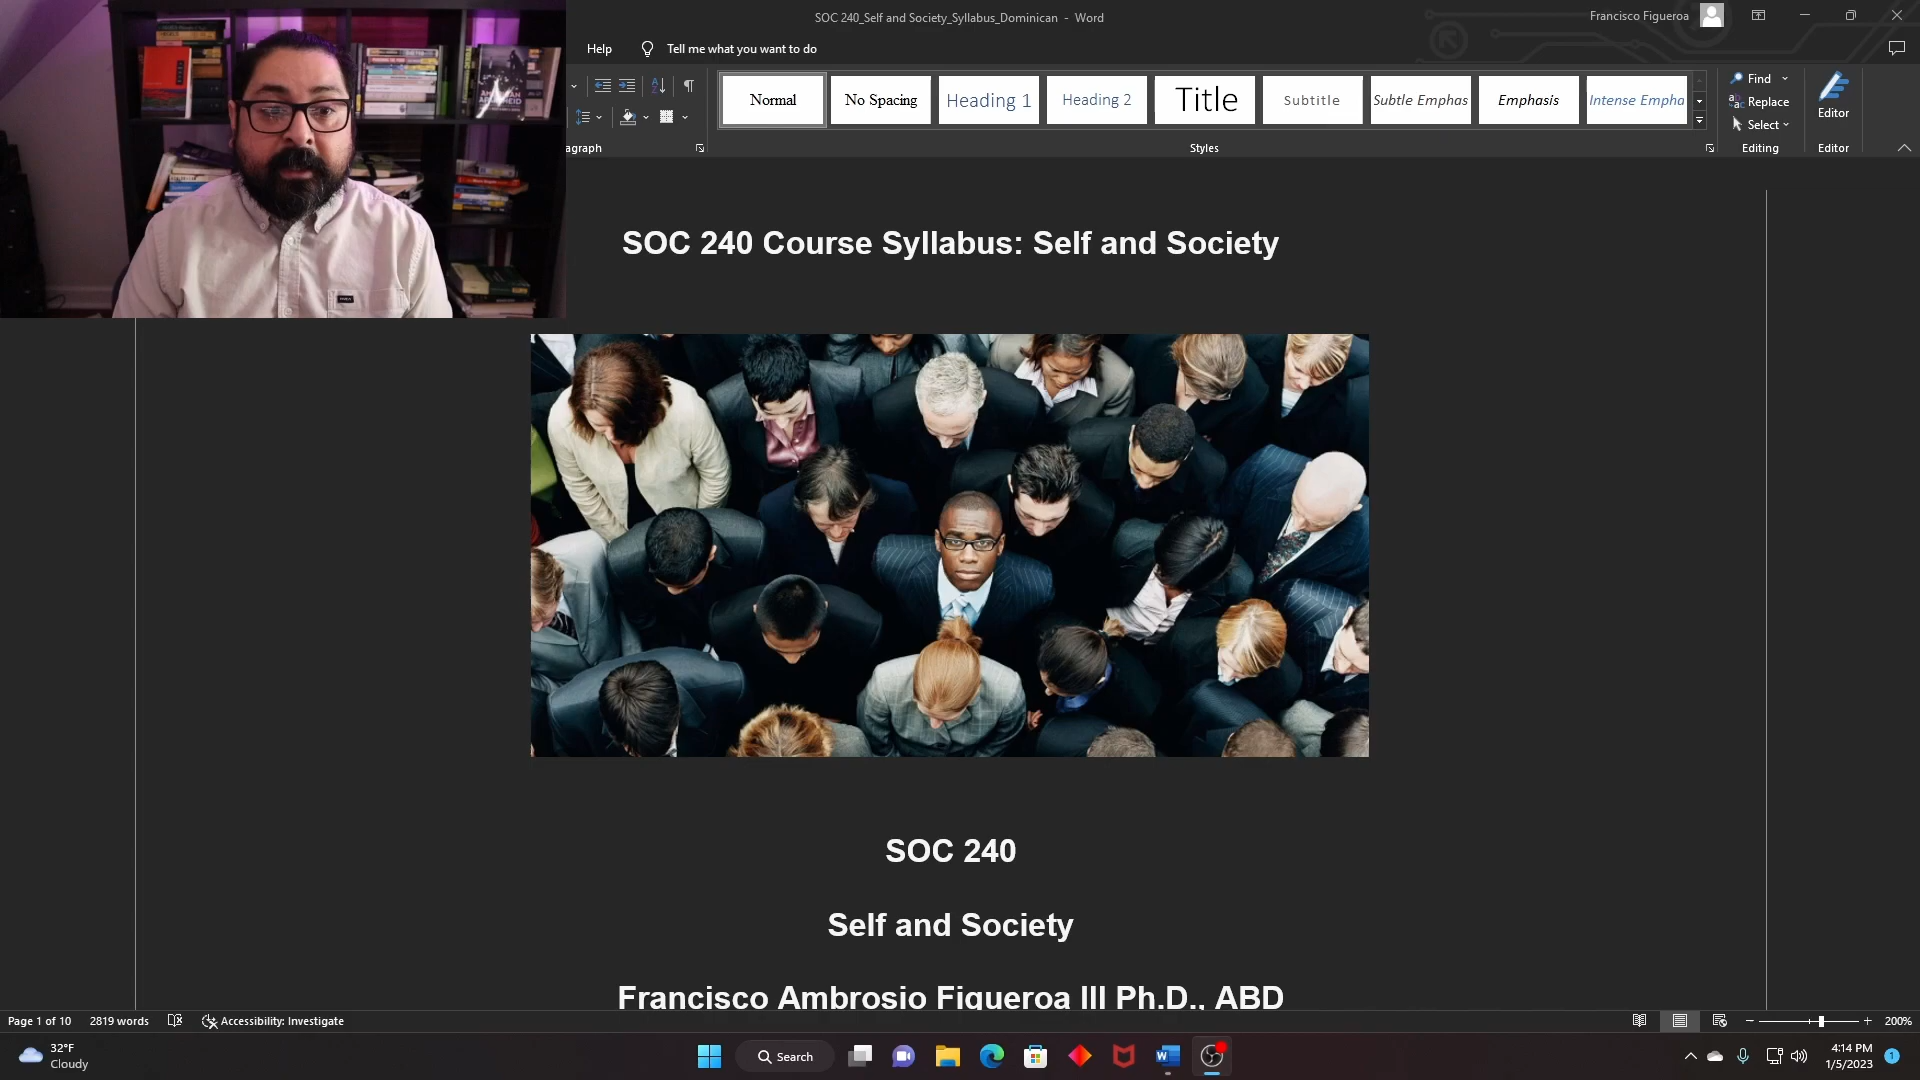 SOC 240_Self and Society_Syllabus_Dominican - Word
Francisco Figueroa
Help
Tell me what you want to do
Normal
No Spacing
Heading 1
Heading 2
Title
Subtitle
Subtle Emphas
Emphasis
Intense Empha
Find
Replace
Select
Editor
agraph
Styles
Editing
Editor
SOC 240 Course Syllabus: Self and Society
SOC 240
Self and Society
Francisco Ambrosio Figueroa III Ph.D., ABD
Page 1 of 10
2819 words
Accessibility: Investigate
200%
32°F
Cloudy
Search
4:14 PM
1/5/2023
1